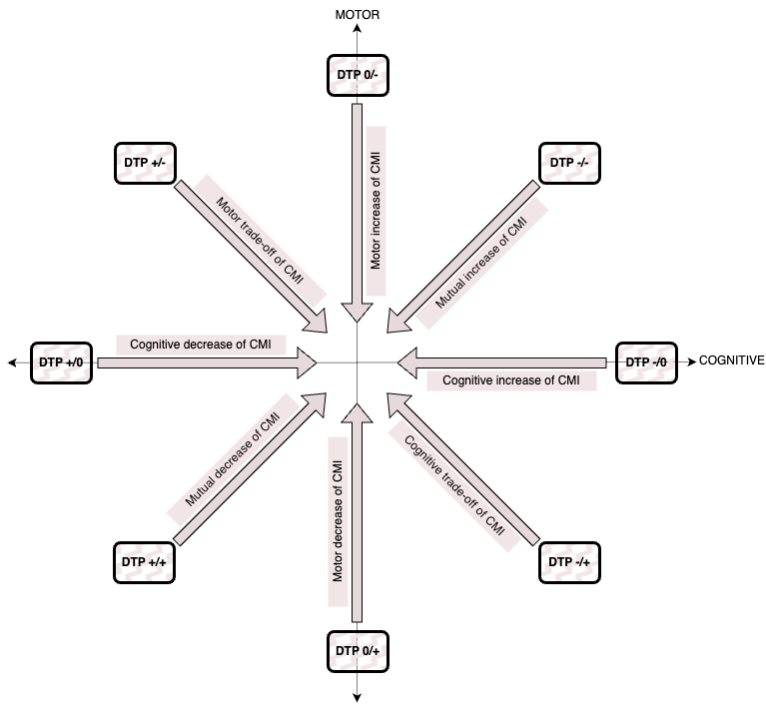 MOTOR
DTP 0/-
DTP +/-
DTP -/-
Motor trade-off of CMI
Motor increase of CMI
Mutual increase of CMI
Cognitive decrease of CMI
DTP +/0
DTP -/0
COGNITIVE
Cognitive increase of CMI
Mutual decrease of CMI
Motor decrease of CMI
Cognitive trade-off of CMI
DTP +/+
DTP -/+
DTP 0/+